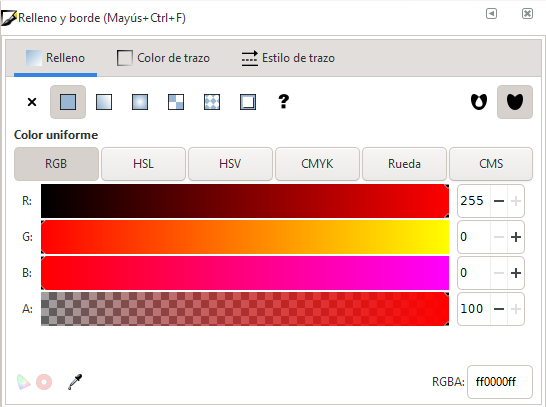 Relleno y borde (Mayús+Ctrl+F)
Relleno Color de trazo Estilo de trazo
?
Color uniforme
RGB HSL HSV CMYK Rueda CMS
R: 255
G: 0
B: 0
A: 100
RGBA: ff0000ff